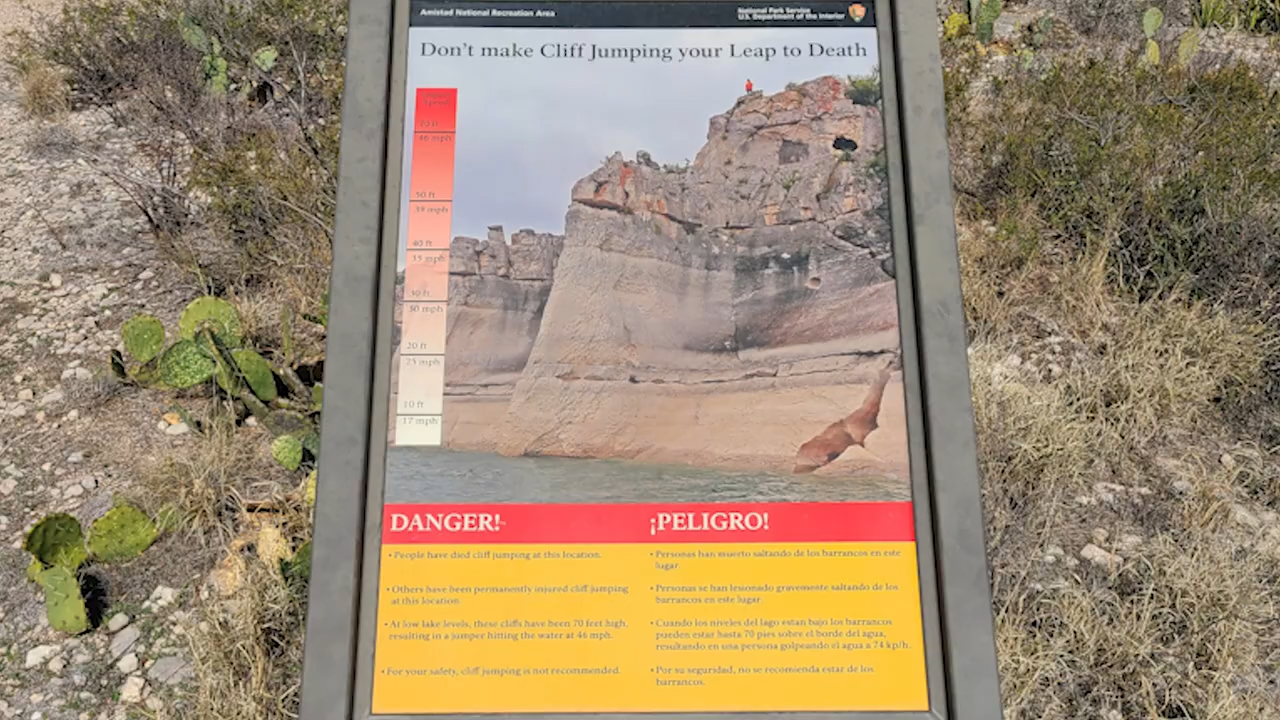 Amistad National Recreation Area
National Park Service
U.S. Department of the Interior
Don't make Cliff Jumping your Leap to Death
Speed
70 ft
46 mph
50 ft
39 mph
40 ft
35 mph
30 ft
30 mph
20 ft
25 mph
10 ft
17 mph
DANGER!
• People have died cliff jumping at this location.
• Others have been permanently injured cliff jumping
at this location
• At low lake levels, these cliffs have been 70 feet high,
resulting in a jumper hitting the water at 46 mph.
• For your safety, cliff jumping is not recommended.
¡PELIGRO!
• Personas han muerto saltando de los barrancos en este
lugar.
• Personas se han lesionado gravemente saltando de los
barrancos en este lugar.
• Cuando los niveles del lago estan bajo los barrancos
pueden estar hasta 70 pies sobre el borde del agua,
resultando en una persona golpeando el agua a 74 kp/h.
• Por su seguridad, no se recomienda estar de los
barrancos.